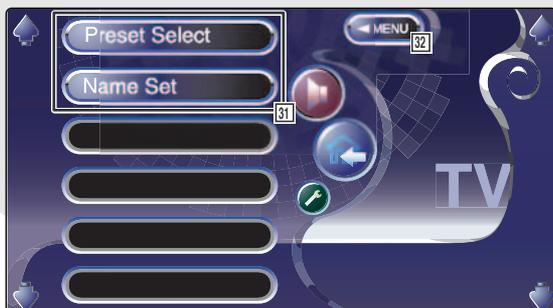 Preset Select
◄ MENU
32
Name Set
31
TV